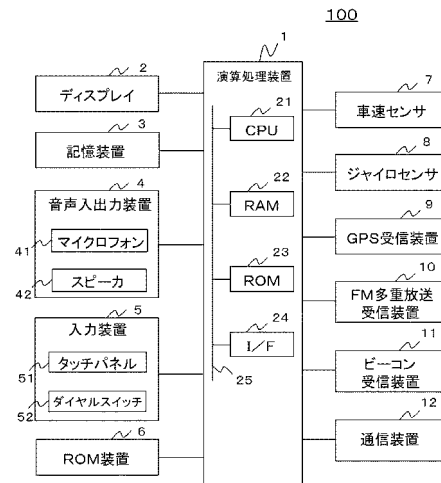 100
1
演算処理装置
21
CPU
22
RAM
23
ROM
24
I/F
25
2
ディスプレイ
3
記憶装置
4
音声入出力装置
41
マイクロフォン
42
スピーカ
5
入力装置
51
タッチパネル
52
ダイヤルスイッチ
6
ROM装置
7
車速センサ
8
ジャイロセンサ
9
GPS受信装置
10
FM多重放送
受信装置
11
ビーコン
受信装置
12
通信装置